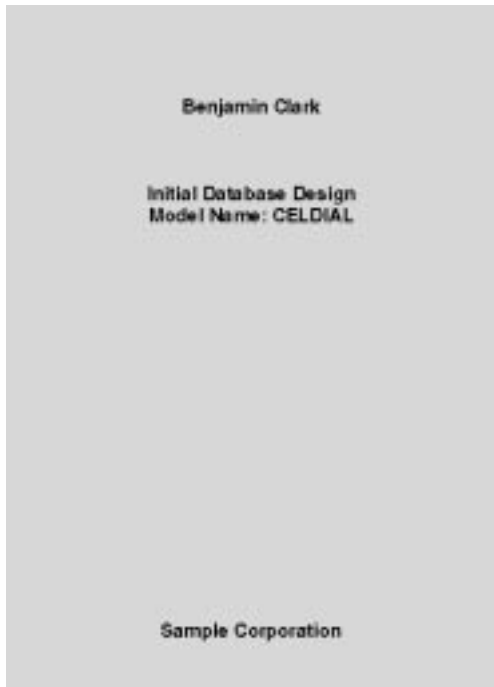 Benjamin Clark
Initial Database Design
Model Name: CELDIAL
Sample Corporation